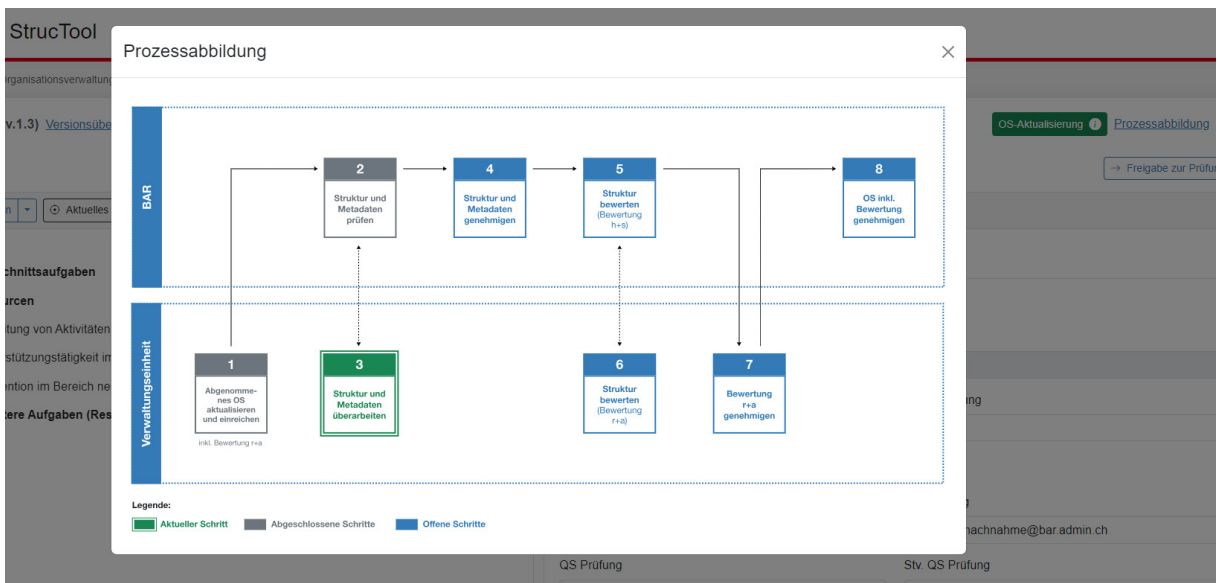 StrucTool
Prozessabbildung
Organisationsverwaltung
v.1.3) Versionsübe
OS-Aktualisierung
Prozessabbildung
→ Freigabe zur Prüfun
Aktuelles
BAR
2
Struktur und
Metadaten
prüfen
4
Struktur und
Metadaten
genehmigen
5
Struktur
bewerten
(Bewertung
h+s)
8
OS inkl.
Bewertung
genehmigen
chnittsaufgaben
urcen
tung von Aktivitäten
rstützungstätigkeit im
ention im Bereich ne
tere Aufgaben (Res
Verwaltungseinheit
1
Abgenomme-
nes OS
aktualisieren
und einreichen
inkl. Bewertung r+a
3
Struktur und
Metadaten
überarbeiten
6
Struktur
bewerten
(Bewertung
r+a)
7
Bewertung
r+a
genehmigen
Legende:
Aktueller Schritt
Abgeschlossene Schritte
Offene Schritte
ung
nachnahme@bar.admin.ch
QS Prüfung
Stv. QS Prüfung